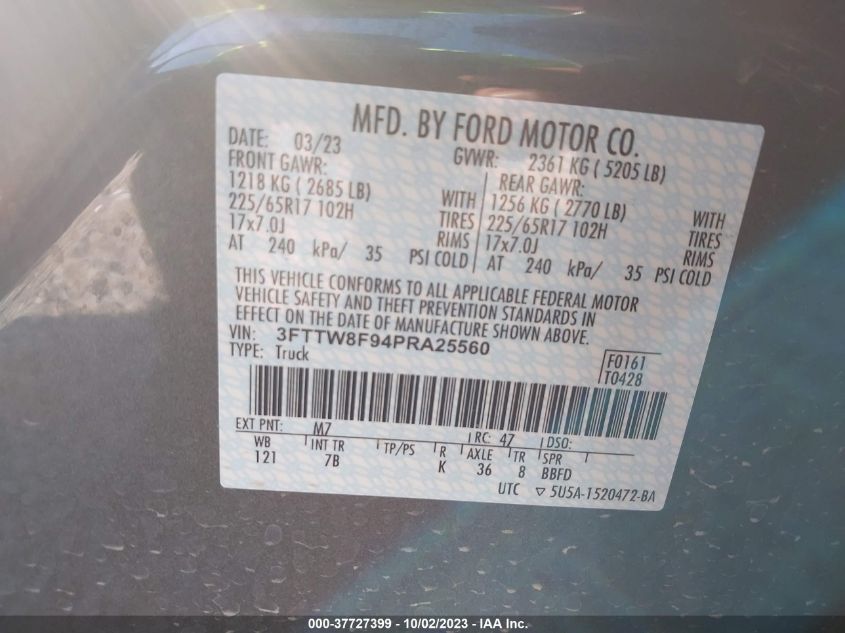 MFD. BY FORD MOTOR CO.
DATE: 03/23 GVWR: 2361 KG ( 5205 LB)
FRONT GAWR: REAR GAWR:
1218 KG ( 2685 LB) WITH 1256 KG ( 2770 LB) WITH
225/65R17 102H TIRES 225/65R17 102H TIRES
17x7.0J RIMS 17x7.0J RIMS
AT 240 kPa/ 35 PSI COLD AT 240 kPa/ 35 PSI COLD
THIS VEHICLE CONFORMS TO ALL APPLICABLE FEDERAL MOTOR
VEHICLE SAFETY AND THEFT PREVENTION STANDARDS IN
EFFECT ON THE DATE OF MANUFACTURE SHOWN ABOVE.
VIN: 3FTTW8F94PRA25560
TYPE: Truck F0161
T0428
EXT PNT: M7 RC: 47 DSO:
WB INT TR TP/PS R AXLE TR SPR
121 7B K 36 8 BBFD
UTC ▽ 5U5A-1520472-BA
000-37727399 - 10/02/2023 - IAA Inc.